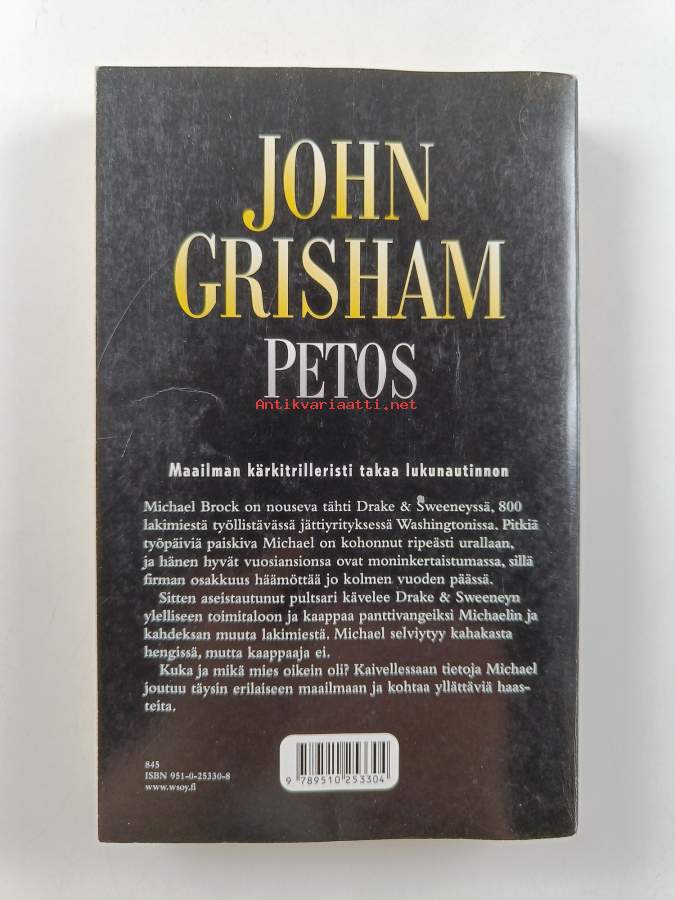 JOHN
GRISHAM
PETOS
Antikvariaatti.net
Maailman kärkitrilleristi takaa lukunautinnon
Michael Brock on nouseva tähti Drake & Sweeneyssä, 800
lakimiestä työllistävässä jättiyrityksessä Washingtonissa. Pitkiä
työpäiviä paiskiva Michael on kohonnut ripeästi urallaan,
ja hänen hyvät vuosiansionsa ovat moninkertaistumassa, sillä
firman osakkuus häämöttää jo kolmen vuoden päässä.
Sitten aseistautunut pultsari kävelee Drake & Sweeneyn
ylelliseen toimitaloon ja kaappaa panttivangeiksi Michaelin ja
kahdeksan muuta lakimiestä. Michael selviytyy kahakasta
hengissä, mutta kaappaaja ei.
Kuka ja mikä mies oikein oli? Kaivellessaan tietoja Michael
joutuu täysin erilaiseen maailmaan ja kohtaa yllättäviä haas-
teita.
845
ISBN 951-0-25330-8
www.wsoy.fi
9 789510 253304